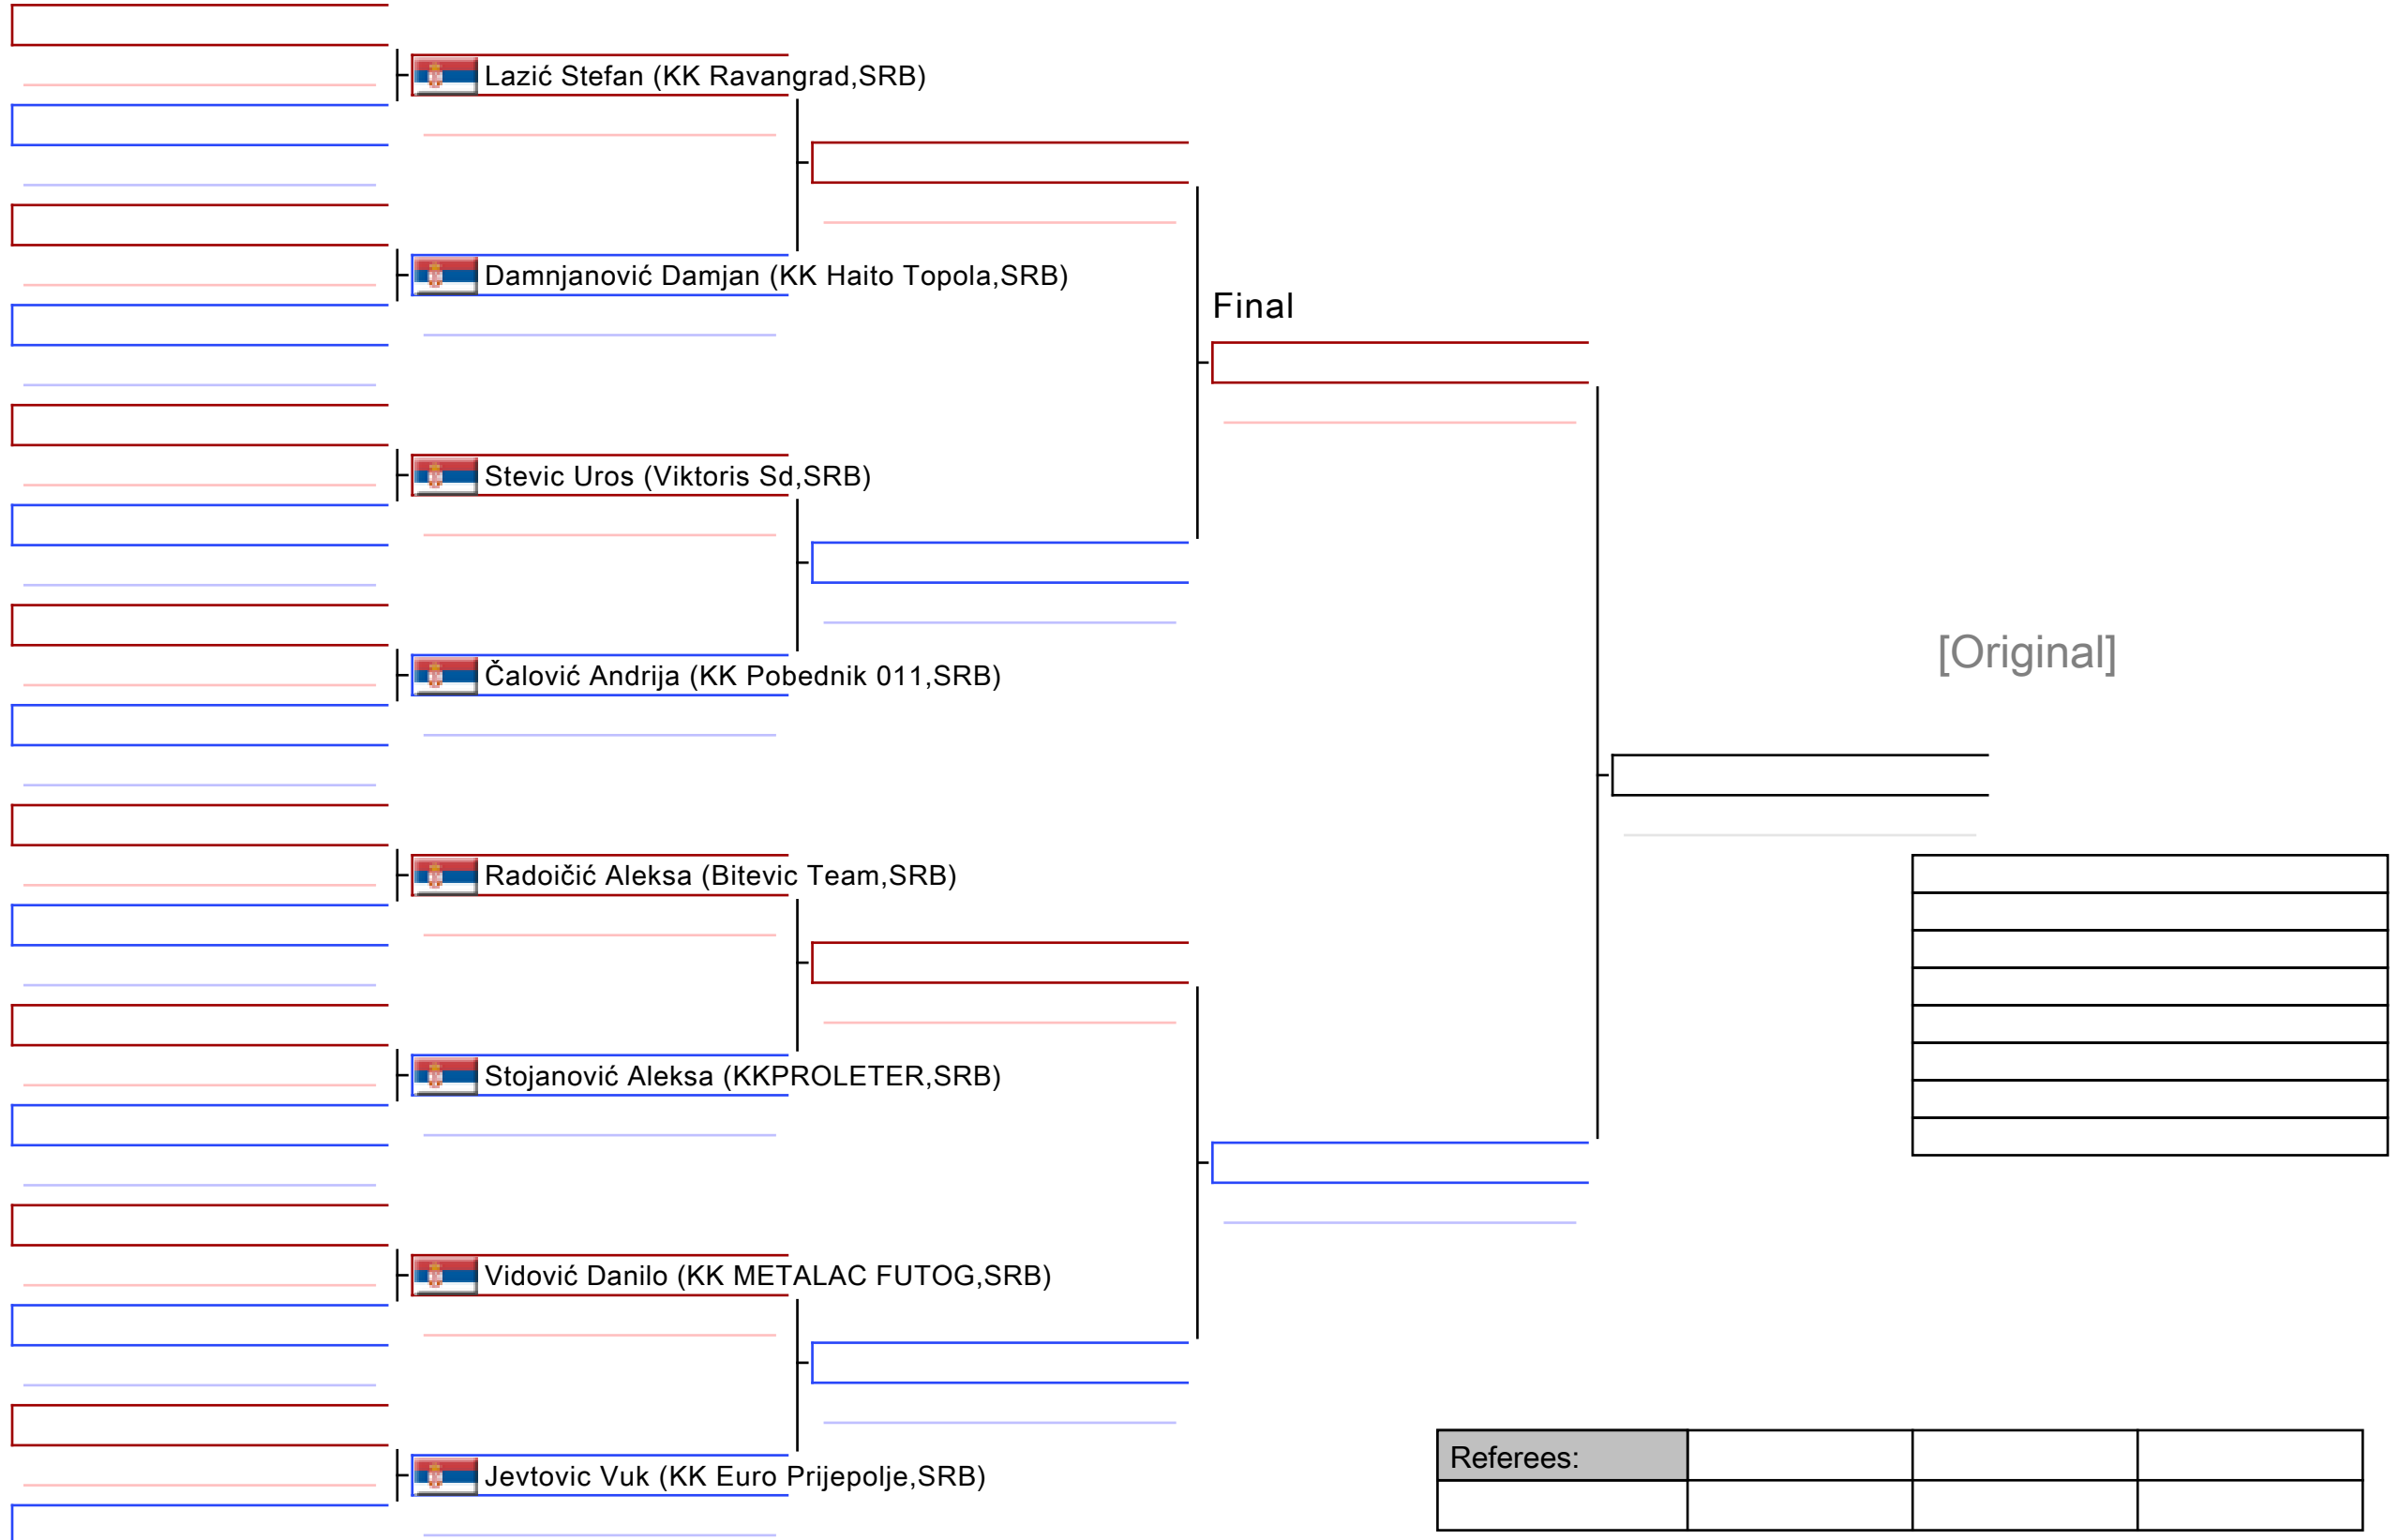 Lazić Stefan (KK Ravangrad,SRB)
Damnjanović Damjan (KK Haito Topola,SRB)
Final
Stevic Uros (Viktoris Sd,SRB)
Čalović Andrija (KK Pobednik 011,SRB)
[Original]
Radoičić Aleksa (Bitevic Team,SRB)
Stojanović Aleksa (KKPROLETER,SRB)
Vidović Danilo (KK METALAC FUTOG,SRB)
Jevtovic Vuk (KK Euro Prijepolje,SRB)
Referees: